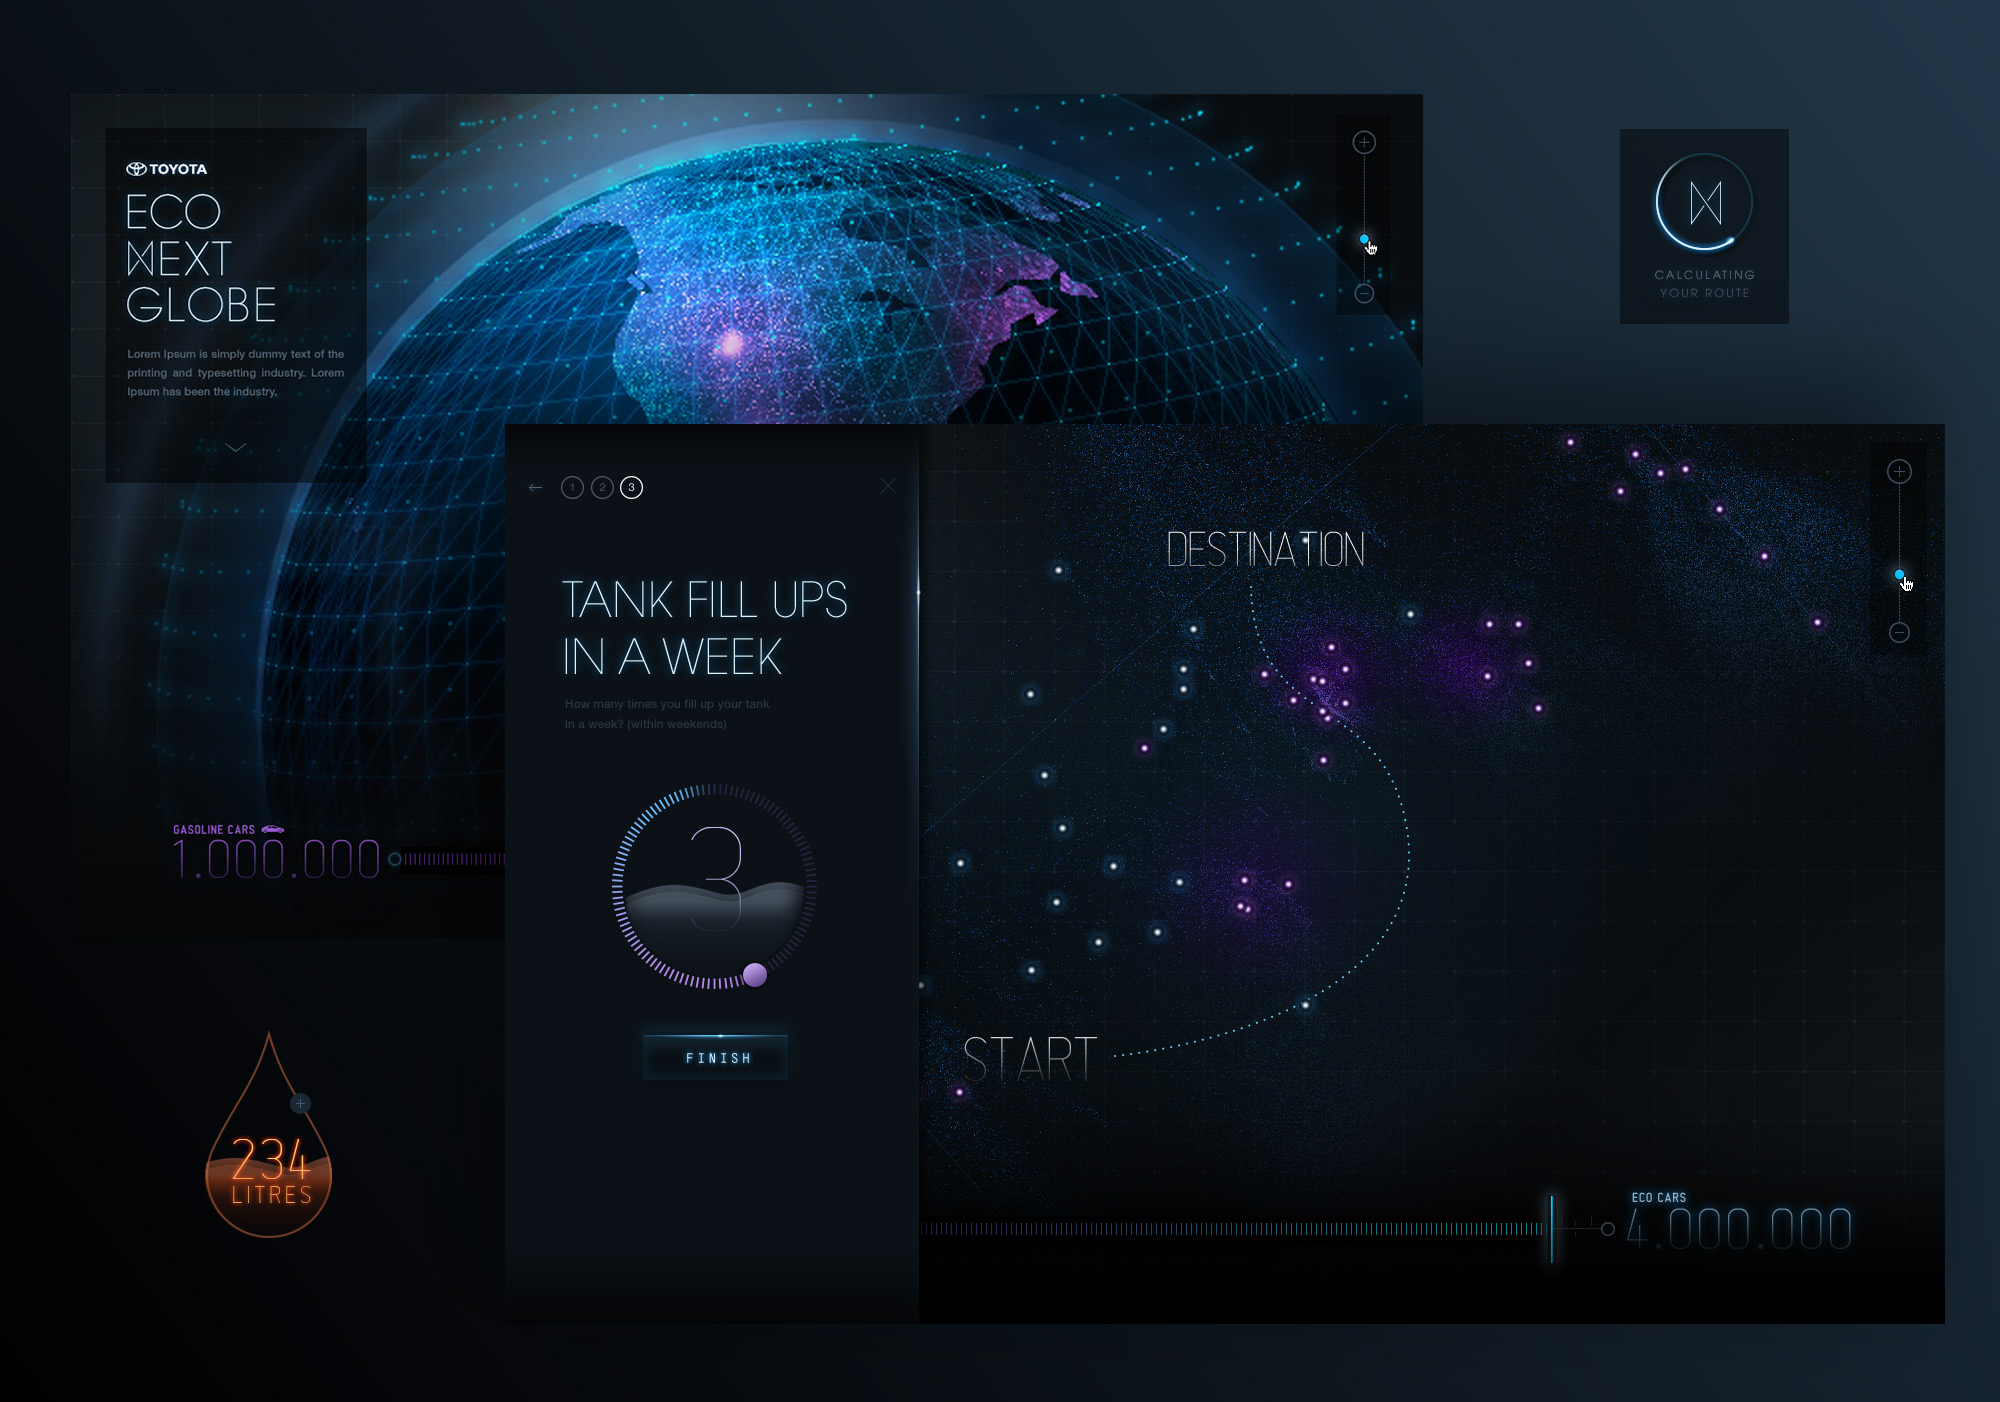 TOYOTA
ECO
NEXT
GLOBE
Lorem Ipsum is simply dummy text of the
printing and typesetting industry. Lorem
Ipsum has been the industry.
GASOLINE CARS
1.000.000
N
CALCULATING
YOUR ROUTE
1 2 3
TANK FILL UPS
IN A WEEK
How many times you fill up your tank
in a week? (within weekends)
3
FINISH
DESTINATION
START
ECO CARS
4.000.000
234
LITRES